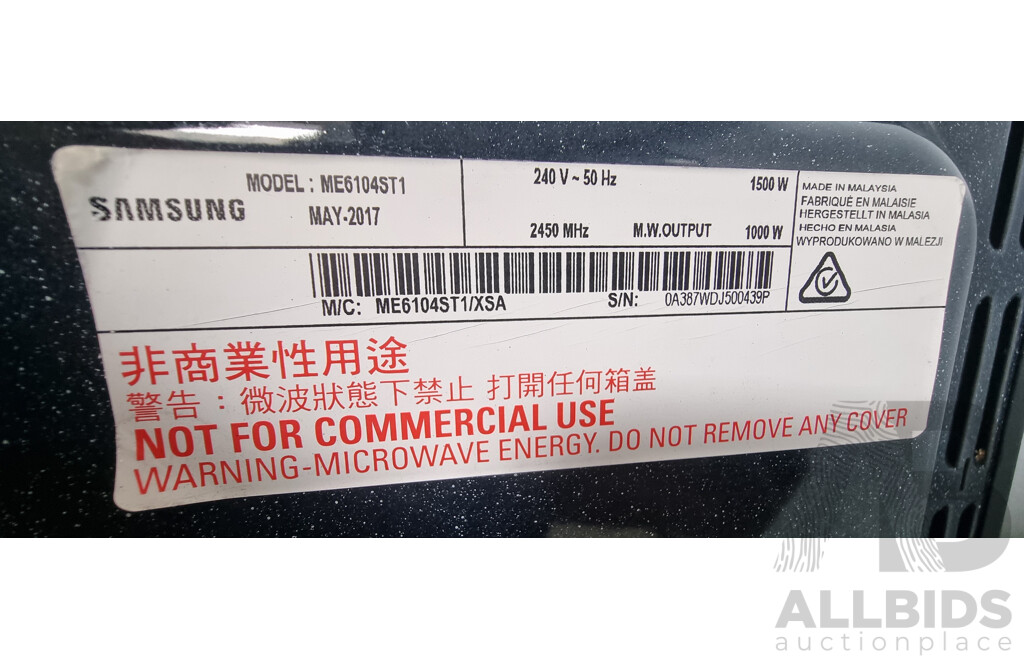 SAMSUNG
MODEL : ME6104ST1
MAY-2017
240 V ~ 50 Hz 1500 W
2450 MHz M.W.OUTPUT 1000 W
MADE IN MALAYSIA
FABRIQUÉ EN MALAISIE
HERGESTELLT IN MALASIA
HECHO EN MALASIA
WYPRODUKOWANO W MALEZJI
M/C: ME6104ST1/XSA S/N: 0A387WDJ500439P
非商業性用途
警告：微波狀態下禁止 打開任何箱盖
NOT FOR COMMERCIAL USE
WARNING-MICROWAVE ENERGY. DO NOT REMOVE ANY COVER
ALLBIDS
auctionplace